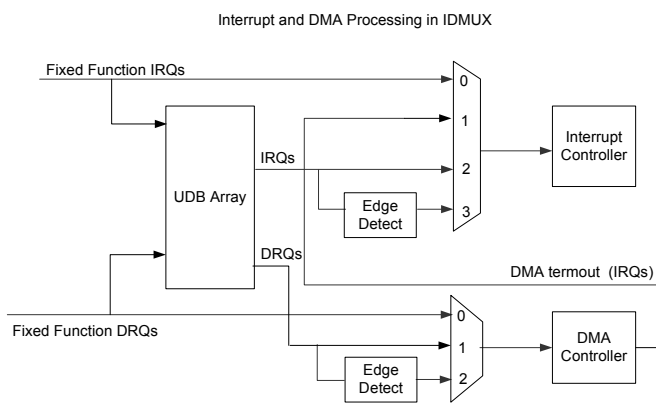 Interrupt and DMA Processing in IDMUX
Fixed Function IRQs
0
1
Interrupt
Controller
IRQs
2
UDB Array
Edge
Detect
3
DRQs
DMA termout (IRQs)
0
Fixed Function DRQs
1
DMA
Controller
Edge
Detect
2